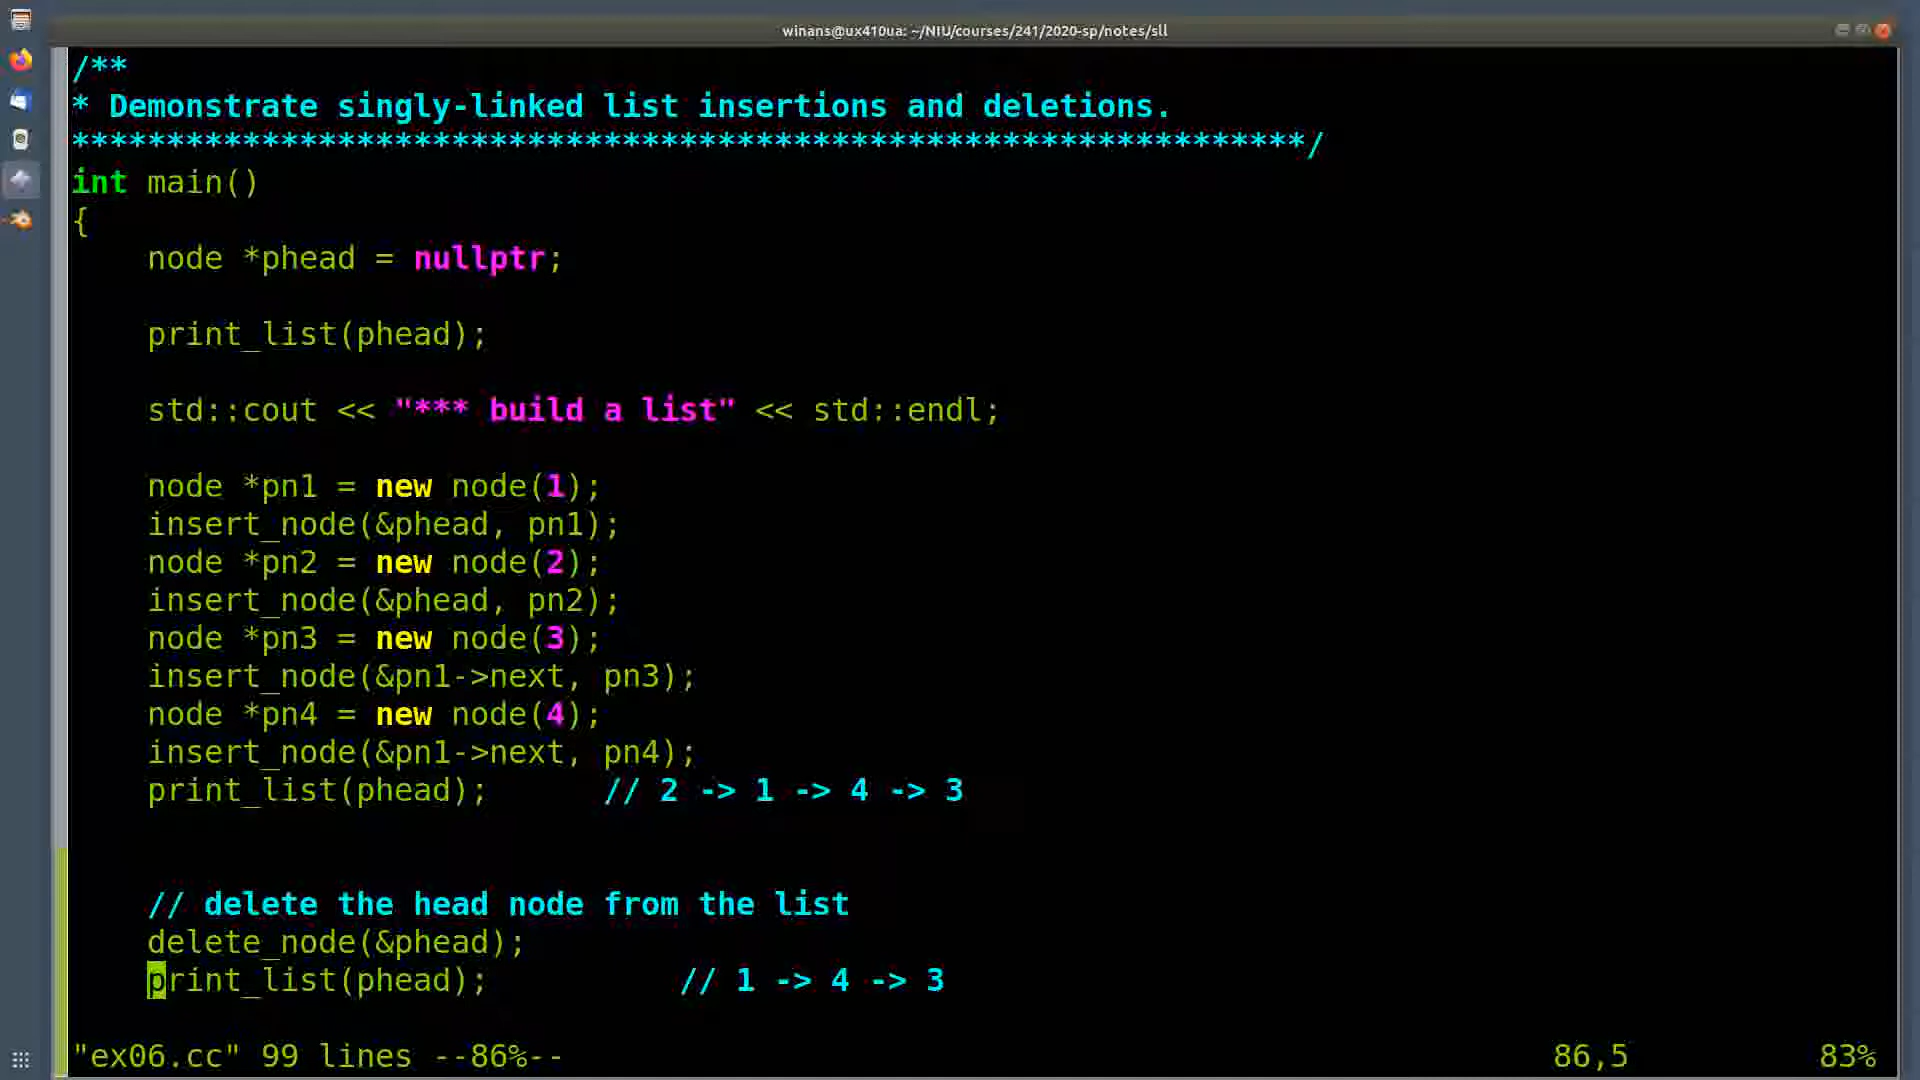 winans@ux410ua: ~/NIU/courses/241/2020-sp/notes/sll
/**
* Demonstrate singly-linked list insertions and deletions.
*****************************************************************/
int main()
{
node *phead = nullptr;
print_list(phead);
std::cout << "*** build a list" << std::endl;
node *pn1 = new node(1);
insert_node(&phead, pn1);
node *pn2 = new node(2);
insert_node(&phead, pn2);
node *pn3 = new node(3);
insert_node(&pn1->next, pn3);
node *pn4 = new node(4);
insert_node(&pn1->next, pn4);
print_list(phead); // 2 -> 1 -> 4 -> 3
// delete the head node from the list
delete_node(&phead);
print_list(phead); // 1 -> 4 -> 3
"ex06.cc" 99 lines --86%-- 86,5 83%